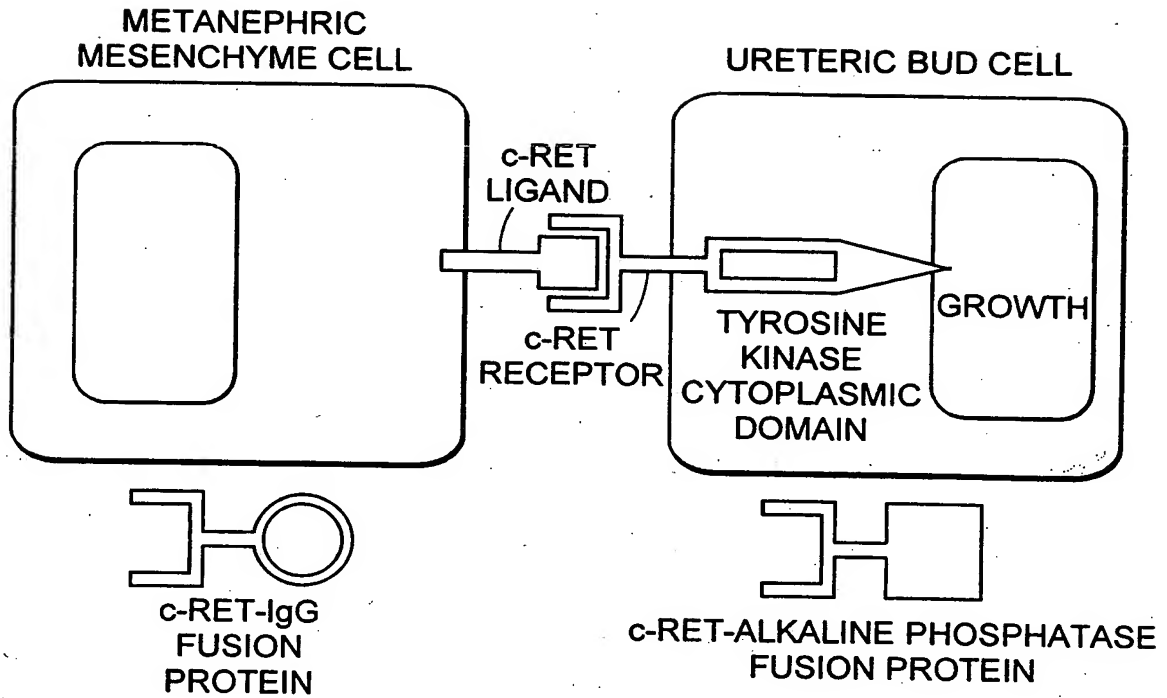 METANEPHRIC
MESENCHYME CELL
URETERIC BUD CELL
c-RET
LIGAND
c-RET
RECEPTOR
TYROSINE
KINASE
CYTOPLASMIC
DOMAIN
GROWTH
c-RET-IgG
FUSION
PROTEIN
c-RET-ALKALINE PHOSPHATASE
FUSION PROTEIN